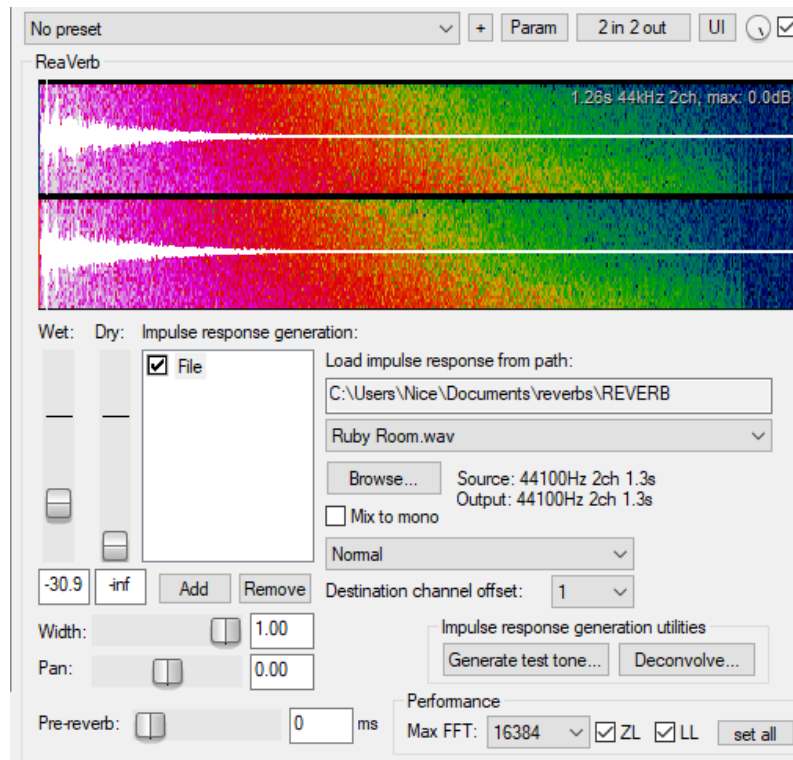 No preset + Param 2 in 2 out UI
ReaVerb
1.26s 44kHz 2ch, max: 0.0dB
Wet: Dry: Impulse response generation:
File
Load impulse response from path:
C:\Users\Nice\Documents\reverbs\REVERB
Ruby Room.wav
Browse... Source: 44100Hz 2ch 1.3s
Output: 44100Hz 2ch 1.3s
Mix to mono
Normal
-30.9 -inf Add Remove Destination channel offset: 1
Width: 1.00 Impulse response generation utilities
Pan: 0.00 Generate test tone... Deconvolve...
Performance
Pre-reverb: 0 ms Max FFT: 16384 ZL LL set all